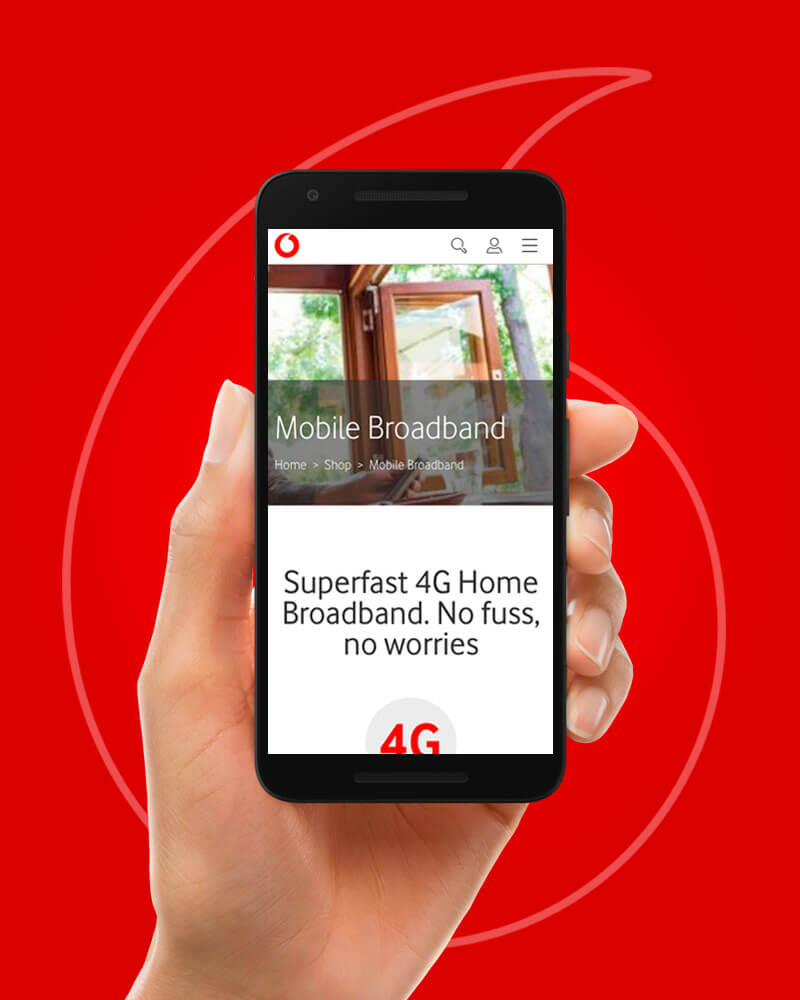 Mobile Broadband
Home > Shop > Mobile Broadband
Superfast 4G Home
Broadband. No fuss,
no worries
4G